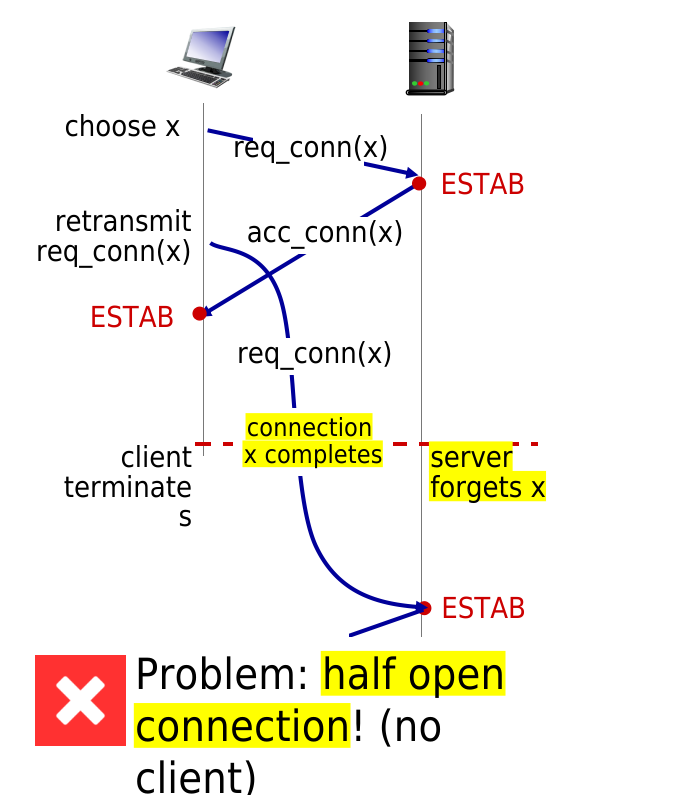 choose x
req_conn(x)
ESTAB
retransmit
req_conn(x)
acc_conn(x)
ESTAB
req_conn(x)
connection
x completes
client
terminate
s
server
forgets x
ESTAB
Problem: half open
connection! (no
client)